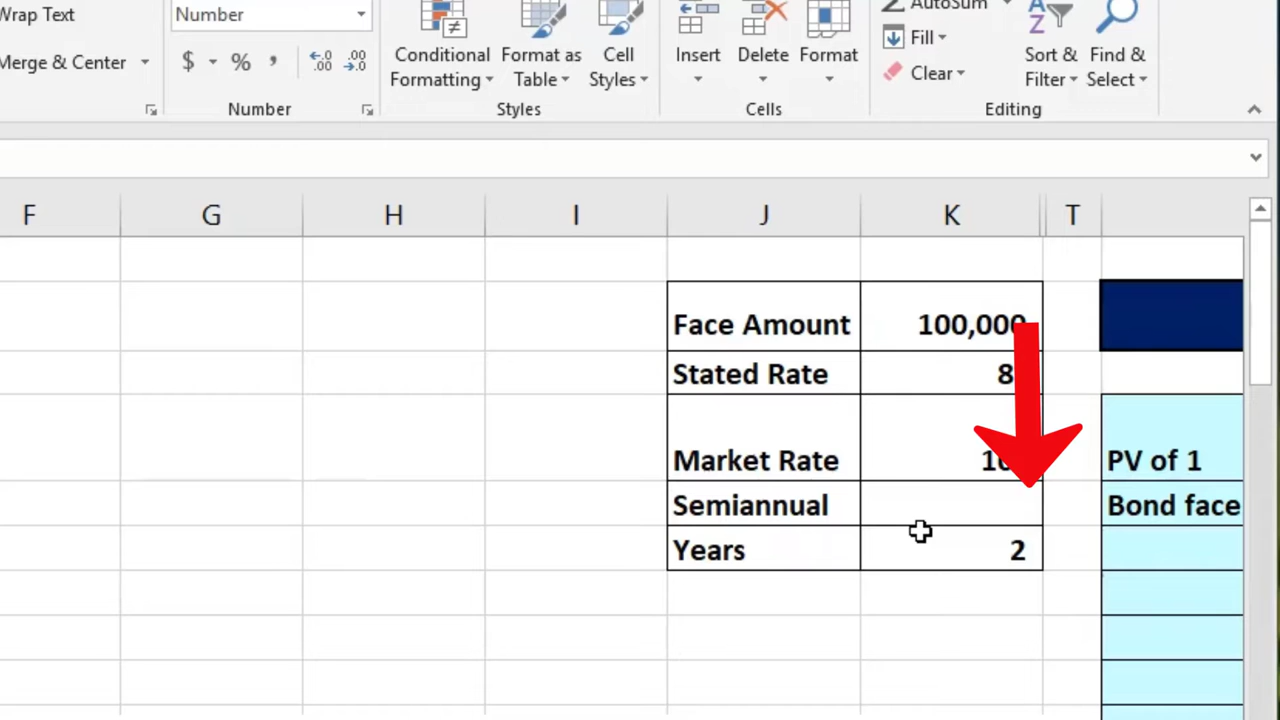 Wrap Text
Number
AutoSum
Fill
Merge & Center
$ % ,
.00
.00
Conditional
Formatting
Format as
Table
Cell
Styles
Insert
Delete
Format
Clear
Sort &
Filter
Find &
Select
Number
Styles
Cells
Editing
F G H I J K T
Face Amount 100,000
Stated Rate 8
Market Rate
PV of 1
Semiannual
Bond face
Years 2